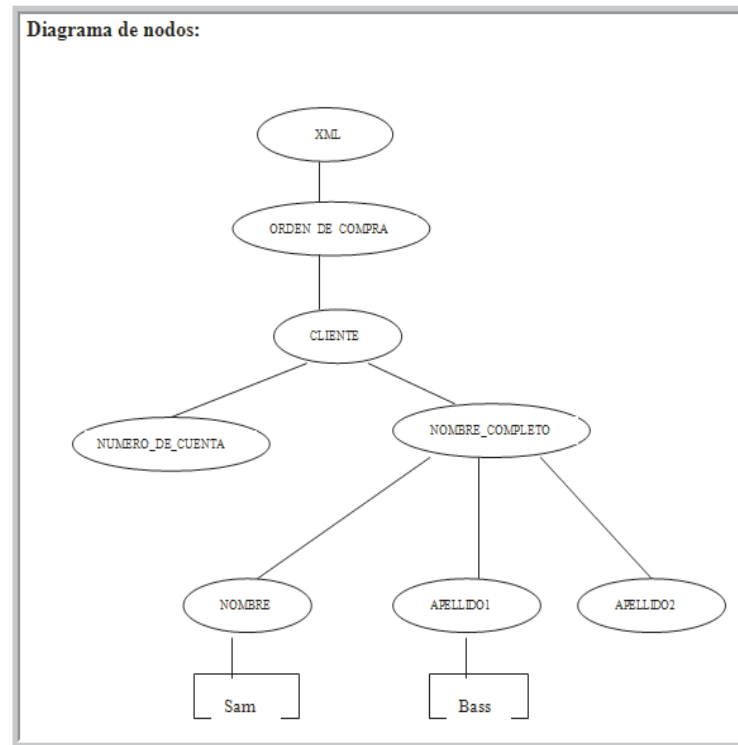 Diagrama de nodos:
XML
ORDEN DE COMPRA
CLIENTE
NUMERO_DE_CUENTA
NOMBRE_COMPLETO
NOMBRE
APELLIDO1
APELLIDO2
Sam
Bass